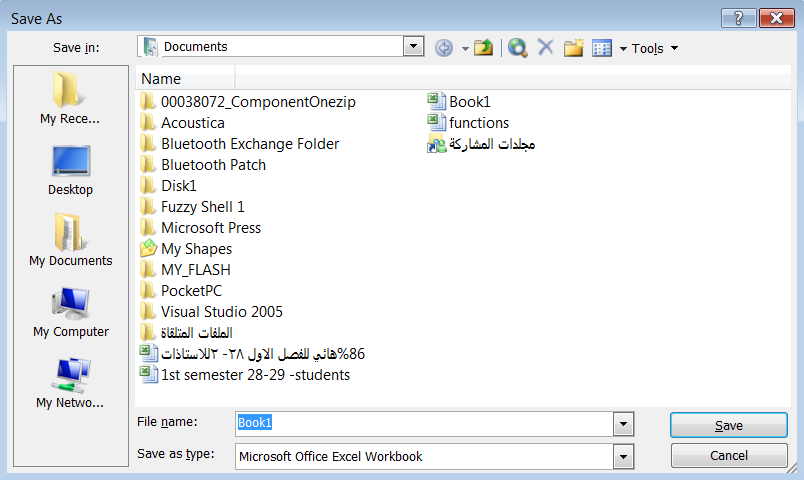 Save As
Save in:
Documents
Tools
My Rece...
Desktop
My Documents
My Computer
My Netwo...
Name
00038072_ComponentOnezip
Acoustica
Bluetooth Exchange Folder
Bluetooth Patch
Disk1
Fuzzy Shell 1
Microsoft Press
My Shapes
MY_FLASH
PocketPC
Visual Studio 2005
الملفات المتلقاة
86%هائي للفصل الاول ٢٨- ٣للاستاذات
1st semester 28-29 -students
Book1
functions
مجلدات المشاركة
File name:
Book1
Save
Save as type:
Microsoft Office Excel Workbook
Cancel